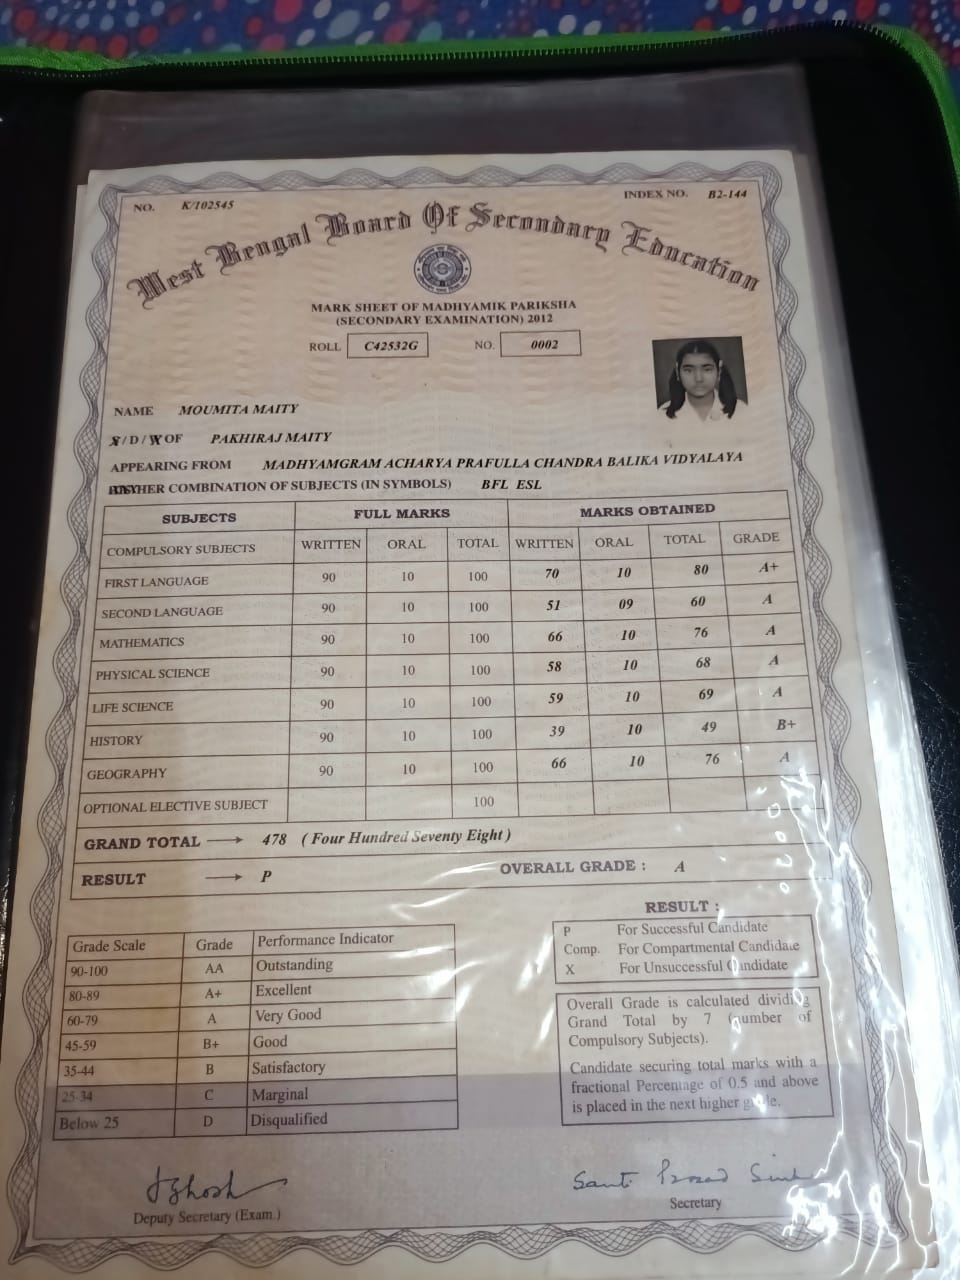 NO. K/102545 INDEX NO. B2-144
West Bengal Board Of Secondary Education
MARK SHEET OF MADHYAMIK PARIKSHA
(SECONDARY EXAMINATION) 2012
ROLL C42532G NO. 0002
NAME MOUMITA MAITY
S/D/W OF PAKHIRAJ MAITY
APPEARING FROM MADHYAMGRAM ACHARYA PRAFULLA CHANDRA BALIKA VIDYALAYA
HIS/HER COMBINATION OF SUBJECTS (IN SYMBOLS) BFL ESL
SUBJECTS FULL MARKS MARKS OBTAINED
COMPULSORY SUBJECTS WRITTEN ORAL TOTAL WRITTEN ORAL TOTAL GRADE
FIRST LANGUAGE 90 10 100 70 10 80 A+
SECOND LANGUAGE 90 10 100 51 09 60 A
MATHEMATICS 90 10 100 66 10 76 A
PHYSICAL SCIENCE 90 10 100 58 10 68 A
LIFE SCIENCE 90 10 100 59 10 69 A
HISTORY 90 10 100 39 10 49 B+
GEOGRAPHY 90 10 100 66 10 76 A
OPTIONAL ELECTIVE SUBJECT 100
GRAND TOTAL → 478 (Four Hundred Seventy Eight)
RESULT → P OVERALL GRADE : A
Grade Scale Grade Performance Indicator
90-100 AA Outstanding
80-89 A+ Excellent
60-79 A Very Good
45-59 B+ Good
35-44 B Satisfactory
25-34 C Marginal
Below 25 D Disqualified
RESULT :
P For Successful Candidate
Comp. For Compartmental Candidate
X For Unsuccessful Candidate
Overall Grade is calculated dividing
Grand Total by 7 (number of
Compulsory Subjects).
Candidate securing total marks with a
fractional Percentage of 0.5 and above
is placed in the next higher grade.
Deputy Secretary (Exam.)
Secretary